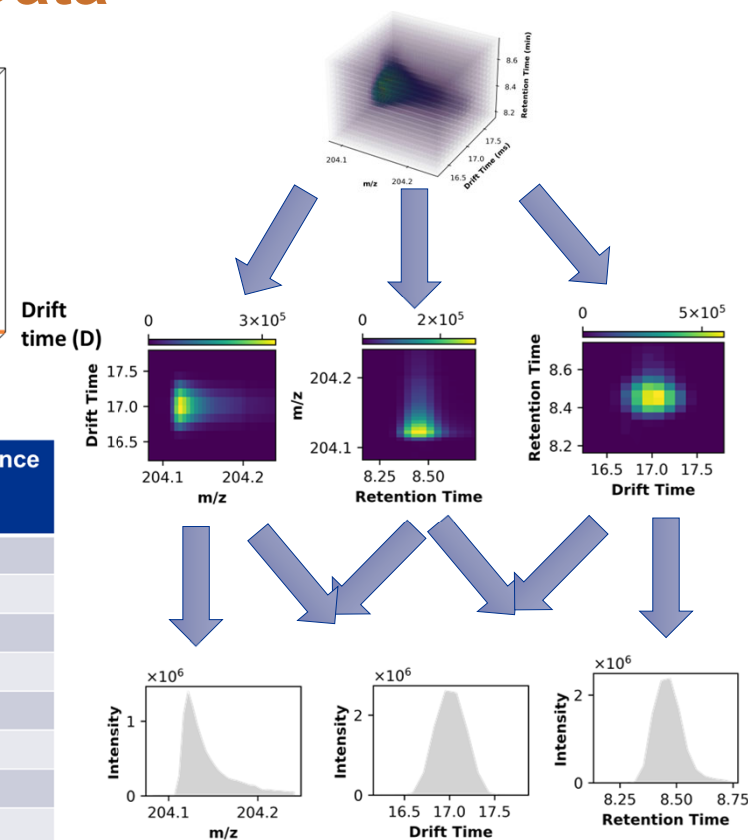 8.6
8.4
8.2
Retention Time (min)
17.5
17.0
16.5
Drift Time (ms)
204.1
204.2
m/z
Drift
time (D)
0 3×10⁵
17.5
17.0
16.5
Drift Time
204.1 204.2
m/z
0 2×10⁵
204.2
204.1
m/z
8.25 8.50
Retention Time
0 5×10⁵
8.6
8.4
8.2
Retention Time
16.5 17.0 17.5
Drift Time
×10⁶
1
0
Intensity
204.1 204.2
m/z
×10⁶
2
0
Intensity
16.5 17.0 17.5
Drift Time
×10⁶
2
0
Intensity
8.25 8.50 8.75
Retention Time